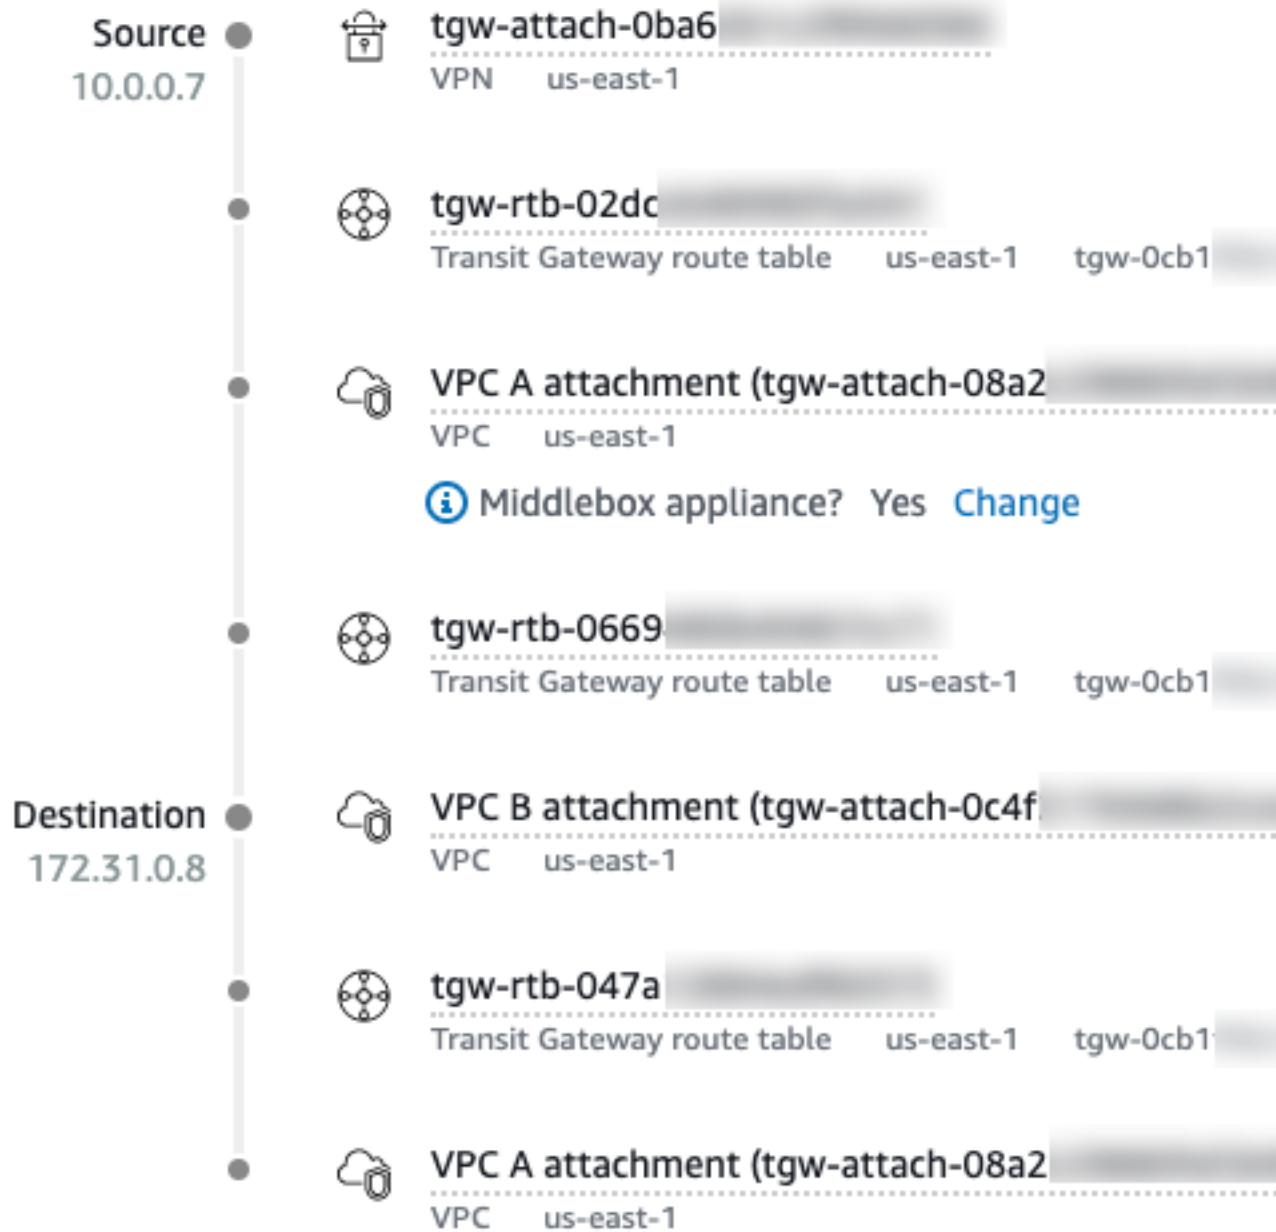 Source tgw-attach-0ba6
10.0.0.7 VPN us-east-1
tgw-rtb-02dc
Transit Gateway route table us-east-1 tgw-0cb1
VPC A attachment (tgw-attach-08a2
VPC us-east-1
Middlebox appliance? Yes Change
tgw-rtb-0669
Transit Gateway route table us-east-1 tgw-0cb1
Destination VPC B attachment (tgw-attach-0c4f
172.31.0.8 VPC us-east-1
tgw-rtb-047a
Transit Gateway route table us-east-1 tgw-0cb1
VPC A attachment (tgw-attach-08a2
VPC us-east-1